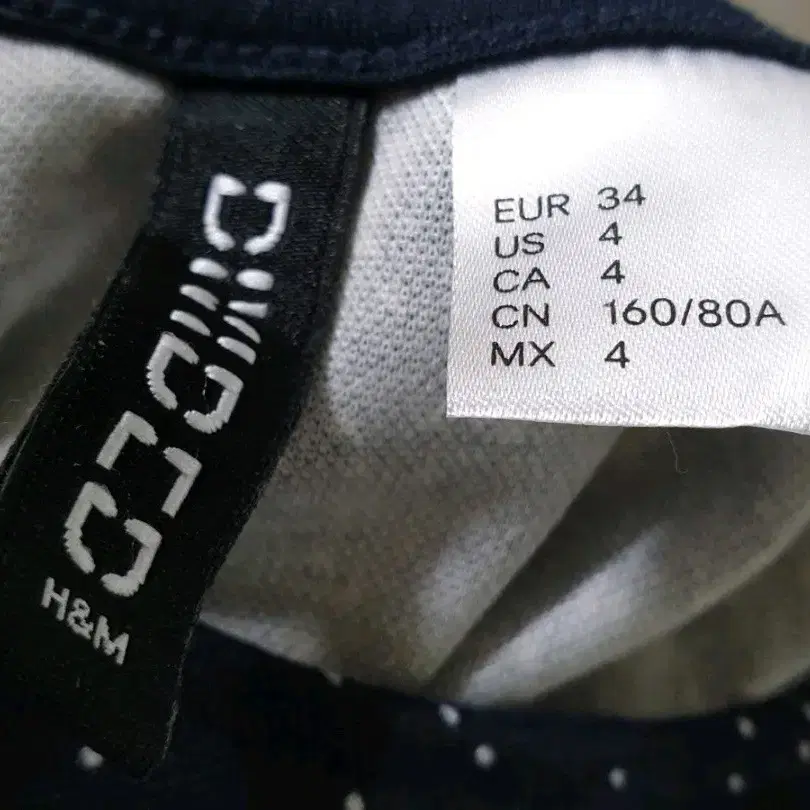 DIVIDED
H&M
EUR 34
US 4
CA 4
CN 160/80A
MX 4